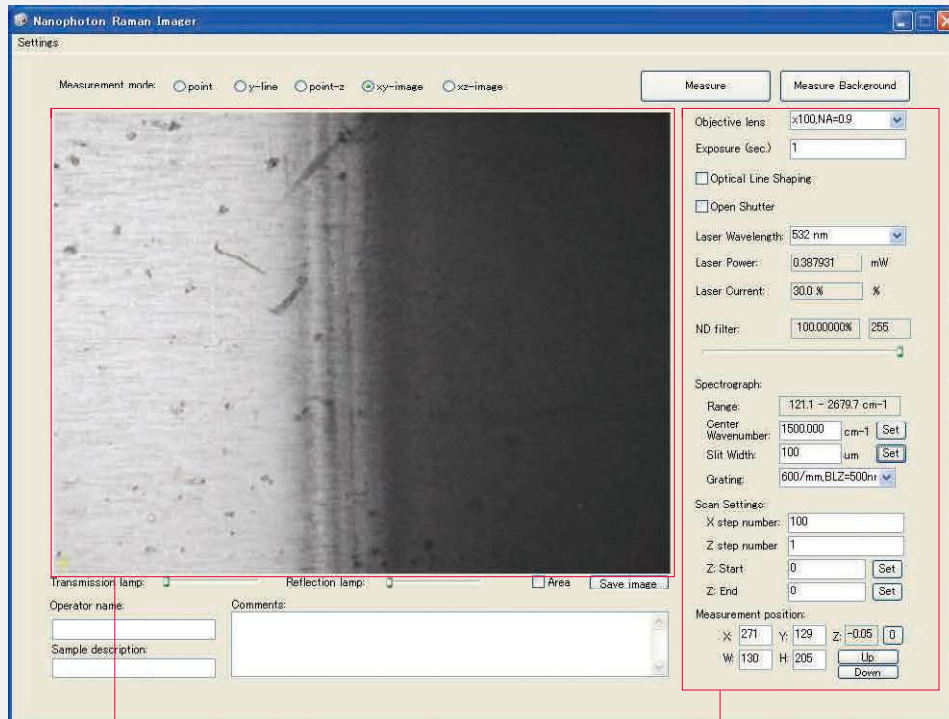 Nanophoton Raman Imager
Settings
Measurement mode: point y-line point-z xy-image xz-image
Measure
Measure Background
Objective lens x100,NA=0.9
Exposure (sec.) 1
Optical Line Shaping
Open Shutter
Laser Wavelength: 532 nm
Laser Power: 0.387931 mW
Laser Current: 30.0 % %
ND filter: 100.00000% 255
Spectrograph:
Range: 121.1 - 2679.7 cm-1
Center Wavenumber: 1500.000 cm-1 Set
Slit Width: 100 um Set
Grating: 600/mm,BLZ=500nr
Scan Settings:
X step number: 100
Z step number 1
Z: Start 0 Set
Z: End 0 Set
Measurement position:
X: 271 Y: 129 Z: -0.05 0
W: 130 H: 205 Up
Down
Transmission lamp: Reflection lamp: Area Save image
Operator name: Comments:
Sample description: